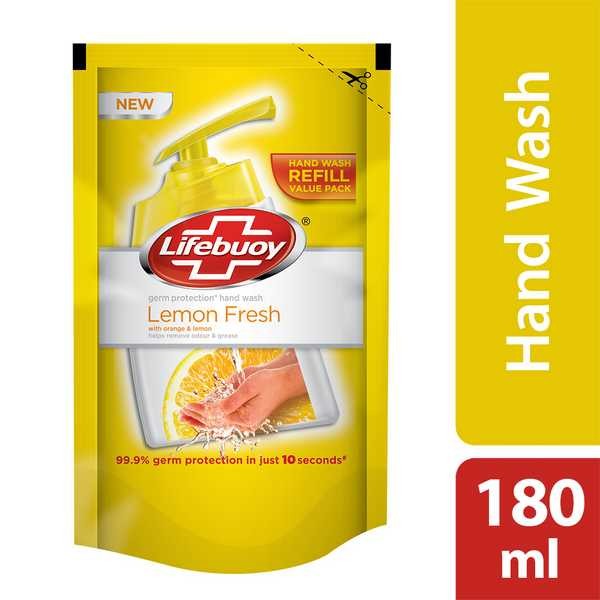 NEW
HAND WASH
REFILL
VALUE PACK
Lifebuoy®
germ protection* hand wash
Lemon Fresh
with orange & lemon
helps remove odour & grease
99.9% germ protection in just 10 seconds#
Hand Wash
180
ml